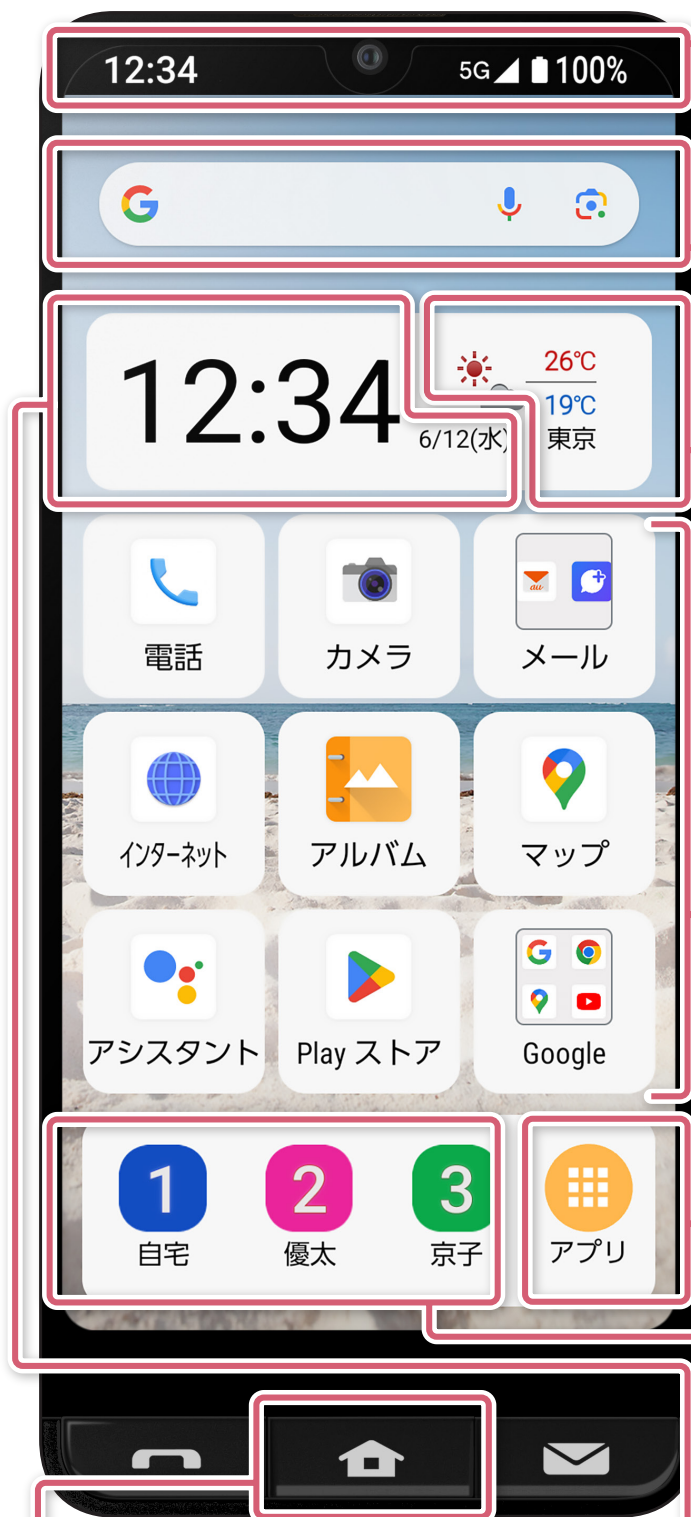 12:34 5G 100%
12:34
26℃
19℃
6/12(水) 東京
電話 カメラ メール
au
インターネット アルバム マップ
アシスタント Play ストア Google
1 2 3
自宅 優太 京子 アプリ